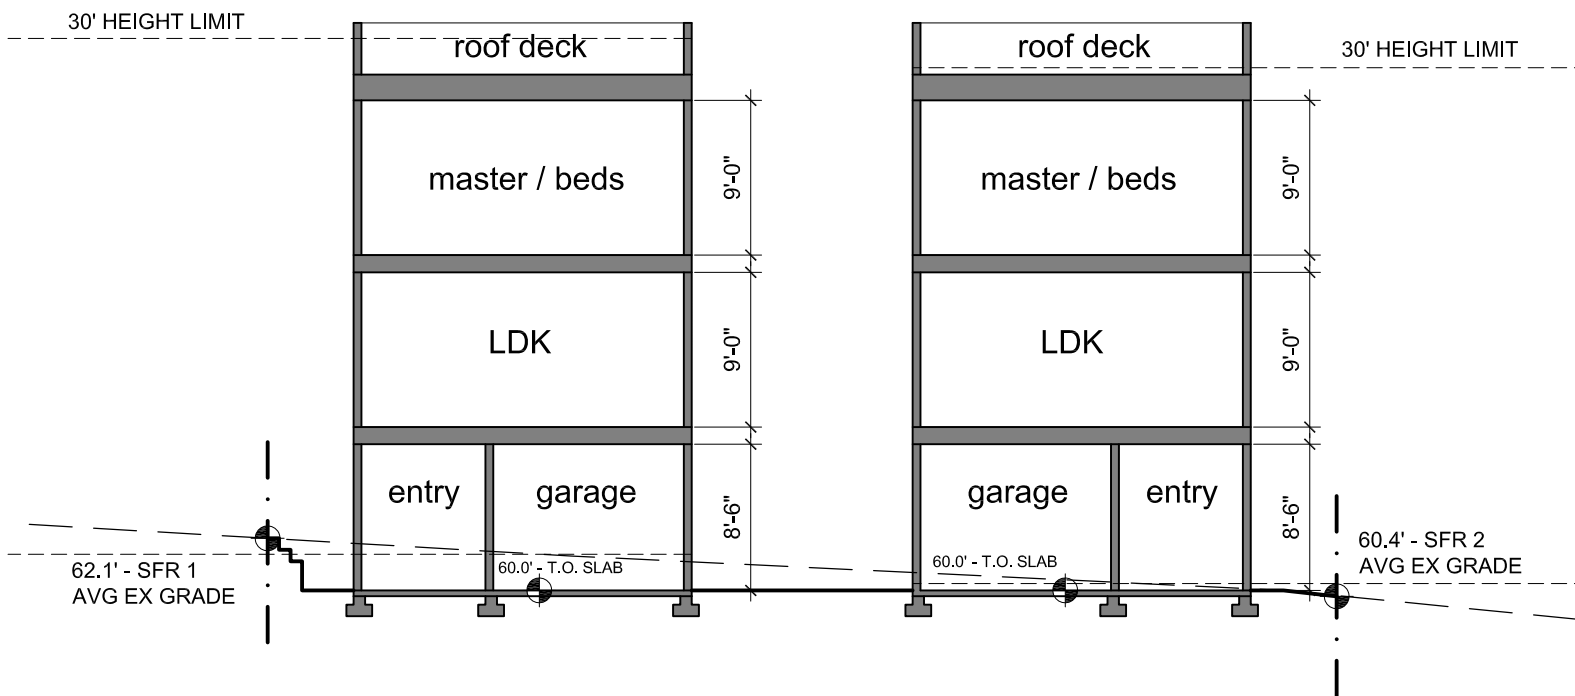 30' HEIGHT LIMIT
roof deck
roof deck
30' HEIGHT LIMIT
master / beds
9'-0"
master / beds
9'-0"
LDK
9'-0"
LDK
9'-0"
entry
garage
8'-6"
garage
entry
8'-6"
62.1' - SFR 1
AVG EX GRADE
60.0' - T.O. SLAB
60.0' - T.O. SLAB
60.4' - SFR 2
AVG EX GRADE